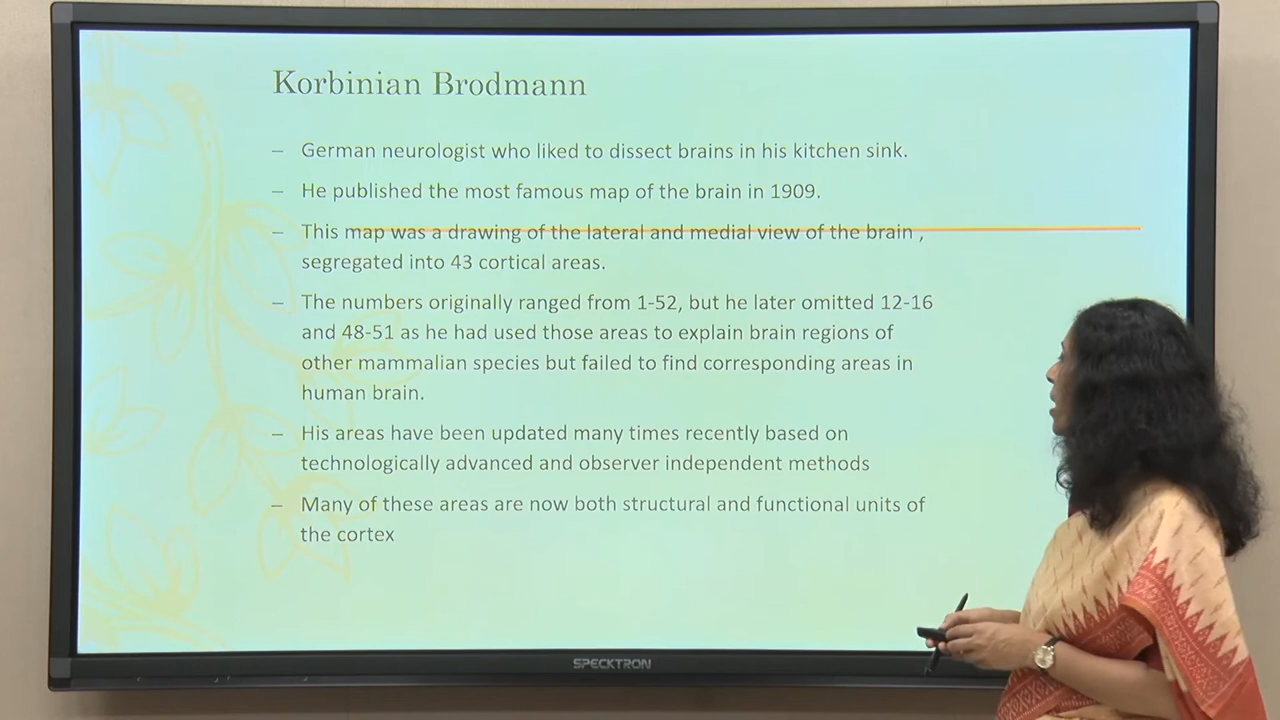 Korbinian Brodmann
– German neurologist who liked to dissect brains in his kitchen sink.
– He published the most famous map of the brain in 1909.
– This map was a drawing of the lateral and medial view of the brain ,
segregated into 43 cortical areas.
– The numbers originally ranged from 1-52, but he later omitted 12-16
and 48-51 as he had used those areas to explain brain regions of
other mammalian species but failed to find corresponding areas in
human brain.
– His areas have been updated many times recently based on
technologically advanced and observer independent methods
– Many of these areas are now both structural and functional units of
the cortex
SPECKTRON